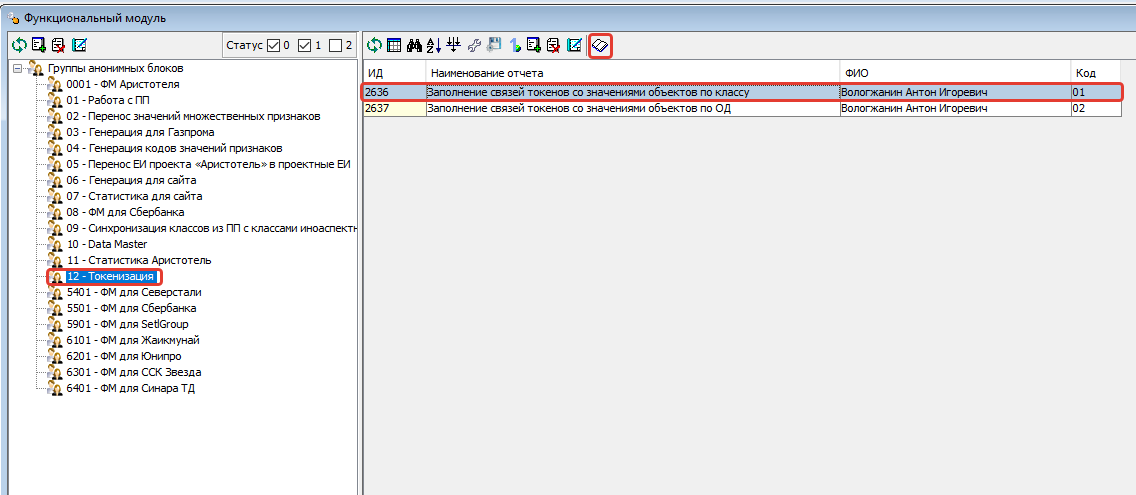 Функциональный модуль
Статус 0 1 2
Группы анонимных блоков
0001 - ФМ Аристотеля
01 - Работа с ПП
02 - Перенос значений множественных признаков
03 - Генерация для Газпрома
04 - Генерация кодов значений признаков
05 - Перенос ЕИ проекта «Аристотель» в проектные ЕИ
06 - Генерация для сайта
07 - Статистика для сайта
08 - ФМ для Сбербанка
09 - Синхронизация классов из ПП с классами иноаспектн
10 - Data Master
11 - Статистика Аристотель
12 - Токенизация
5401 - ФМ для Северстали
5501 - ФМ для Сбербанка
5901 - ФМ для SetlGroup
6101 - ФМ для Жаикмунай
6201 - ФМ для Юнипро
6301 - ФМ для ССК Звезда
6401 - ФМ для Синара ТД
ИД Наименование отчета ФИО Код
2636 Заполнение связей токенов со значениями объектов по классу Вологжанин Антон Игоревич 01
2637 Заполнение связей токенов со значениями объектов по ОД Вологжанин Антон Игоревич 02